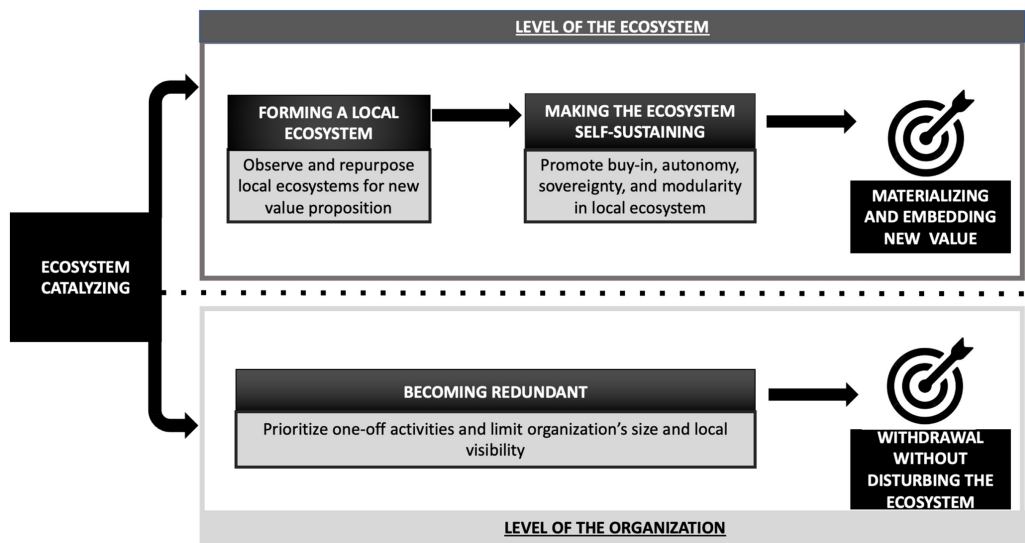 LEVEL OF THE ECOSYSTEM
FORMING A LOCAL
ECOSYSTEM
Observe and repurpose
local ecosystems for new
value proposition
MAKING THE ECOSYSTEM
SELF-SUSTAINING
Promote buy-in, autonomy,
sovereignty, and modularity
in local ecosystem
MATERIALIZING
AND EMBEDDING
NEW VALUE
ECOSYSTEM
CATALYZING
BECOMING REDUNDANT
Prioritize one-off activities and limit organization's size and local
visibility
WITHDRAWAL
WITHOUT
DISTURBING THE
ECOSYSTEM
LEVEL OF THE ORGANIZATION